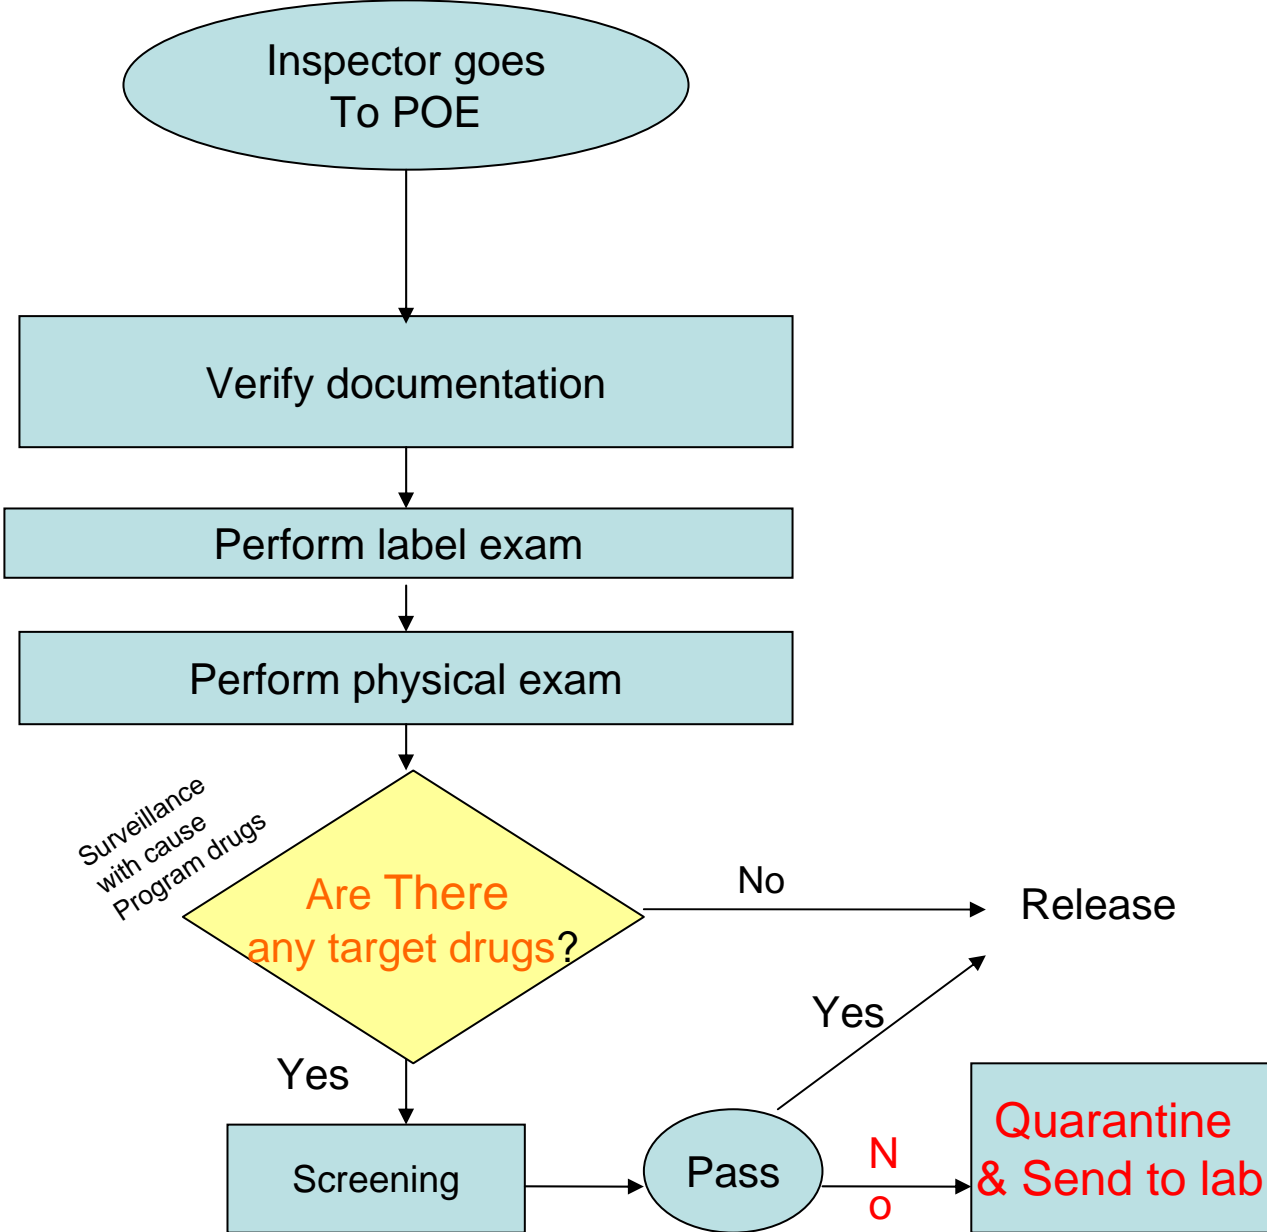 Inspector goes
To POE
Verify documentation
Perform label exam
Perform physical exam
Surveillance
with cause
Program drugs
Are There
any target drugs?
No
Release
Yes
Yes
Screening
Pass
N
o
Quarantine
& Send to lab